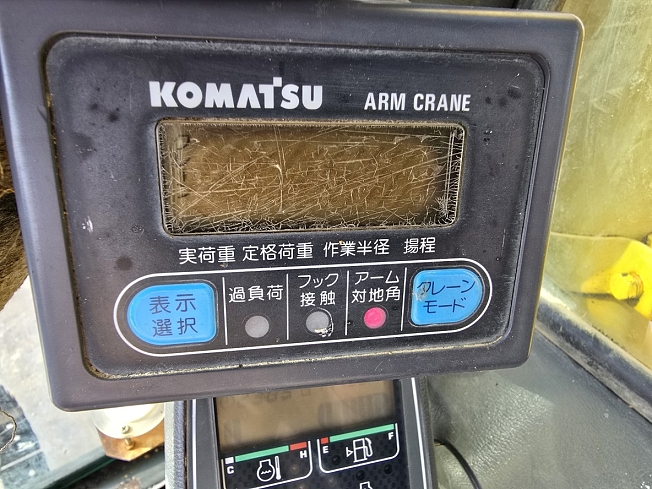 KOMATSU ARM CRANE
実荷重 定格荷重 作業半径 揚程
表示
選択
過負荷
フック
接触
アーム
対地角
クレーン
モード
C H E F